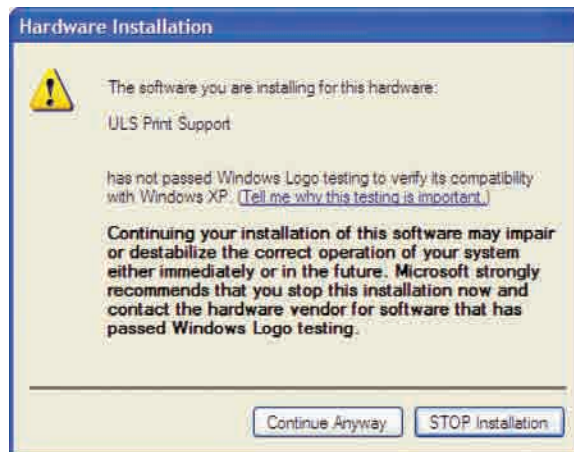 Hardware Installation
The software you are installing for this hardware:
ULS Print Support
has not passed Windows Logo testing to verify its compatibility
with Windows XP. (Tell me why this testing is important.)
Continuing your installation of this software may impair
or destabilize the correct operation of your system
either immediately or in the future. Microsoft strongly
recommends that you stop this installation now and
contact the hardware vendor for software that has
passed Windows Logo testing.
Continue Anyway
STOP Installation